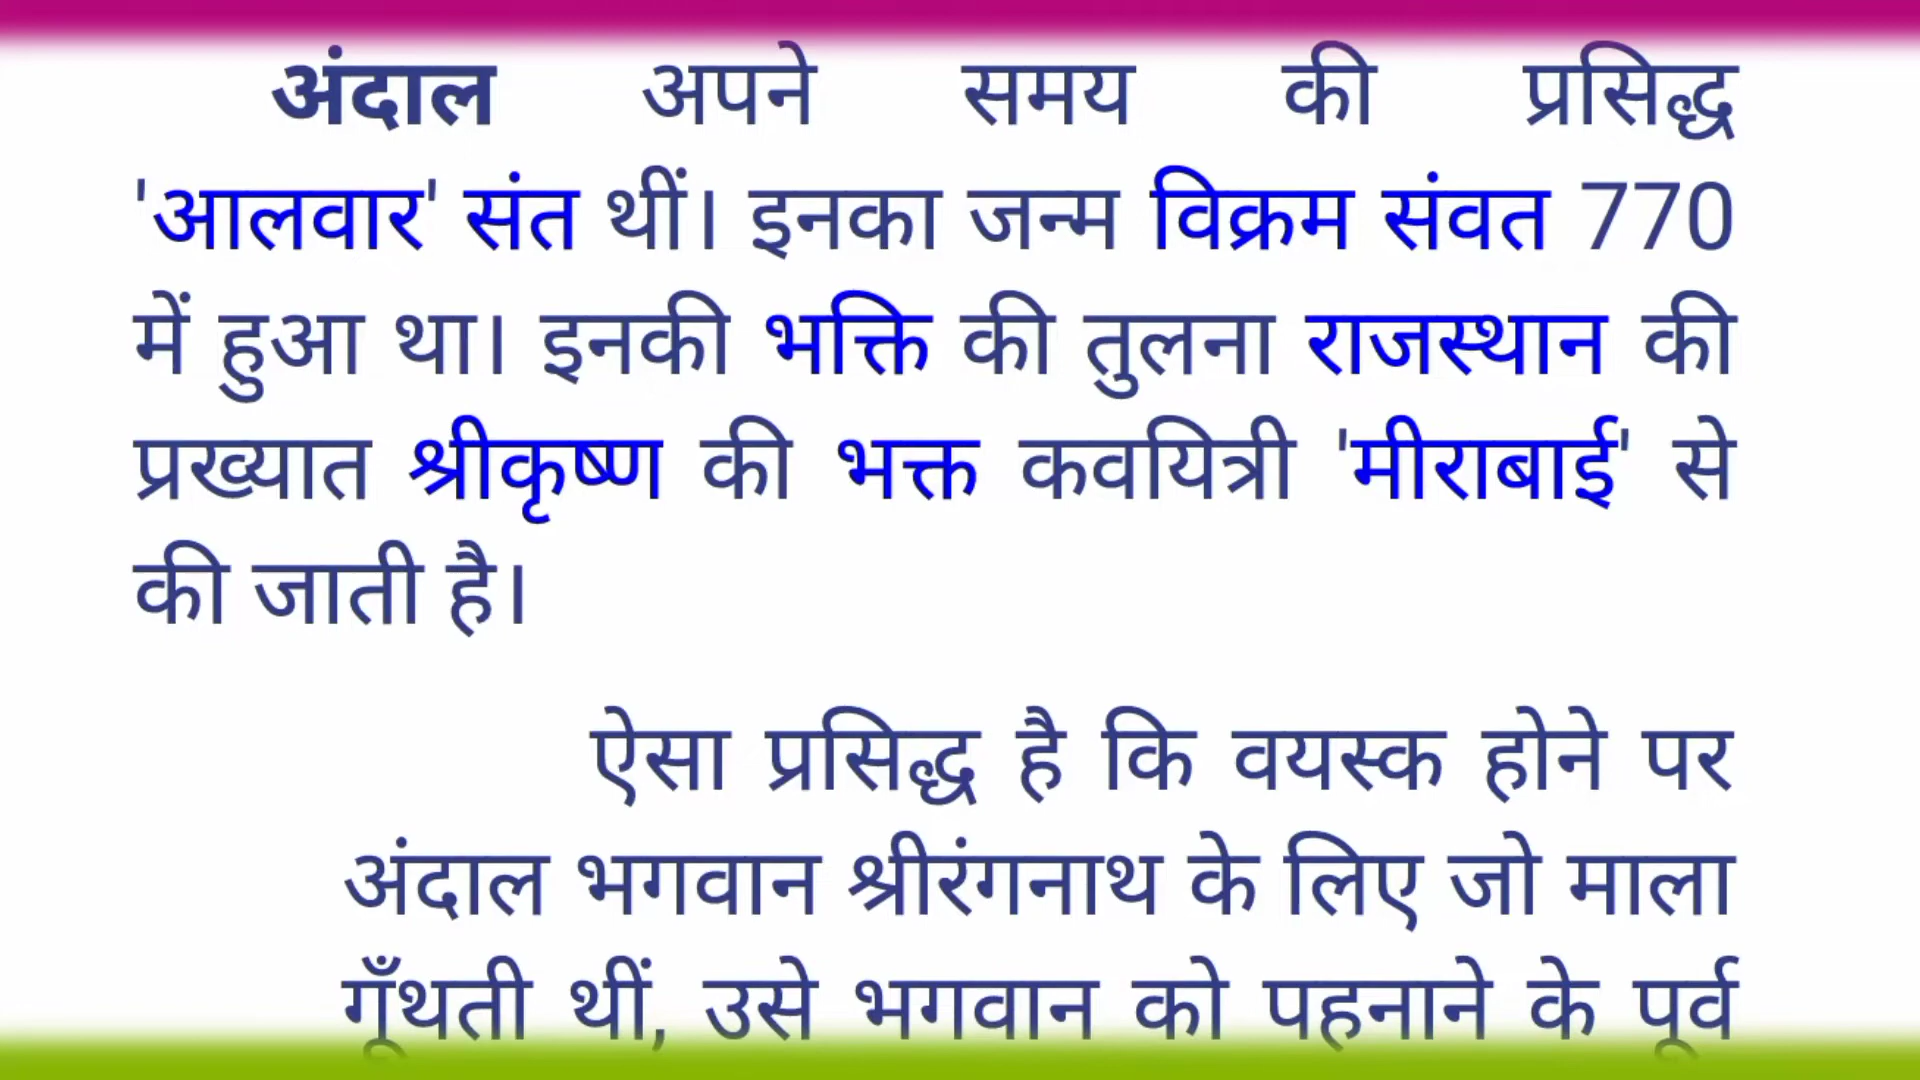 अंदाल अपने समय की प्रसिद्ध
'आलवार' संत थीं। इनका जन्म विक्रम संवत 770
में हुआ था। इनकी भक्ति की तुलना राजस्थान की
प्रख्यात श्रीकृष्ण की भक्त कवयित्री 'मीराबाई' से
की जाती है।
ऐसा प्रसिद्ध है कि वयस्क होने पर
अंदाल भगवान श्रीरंगनाथ के लिए जो माला
गूँथती थीं, उसे भगवान को पहनाने के पूर्व